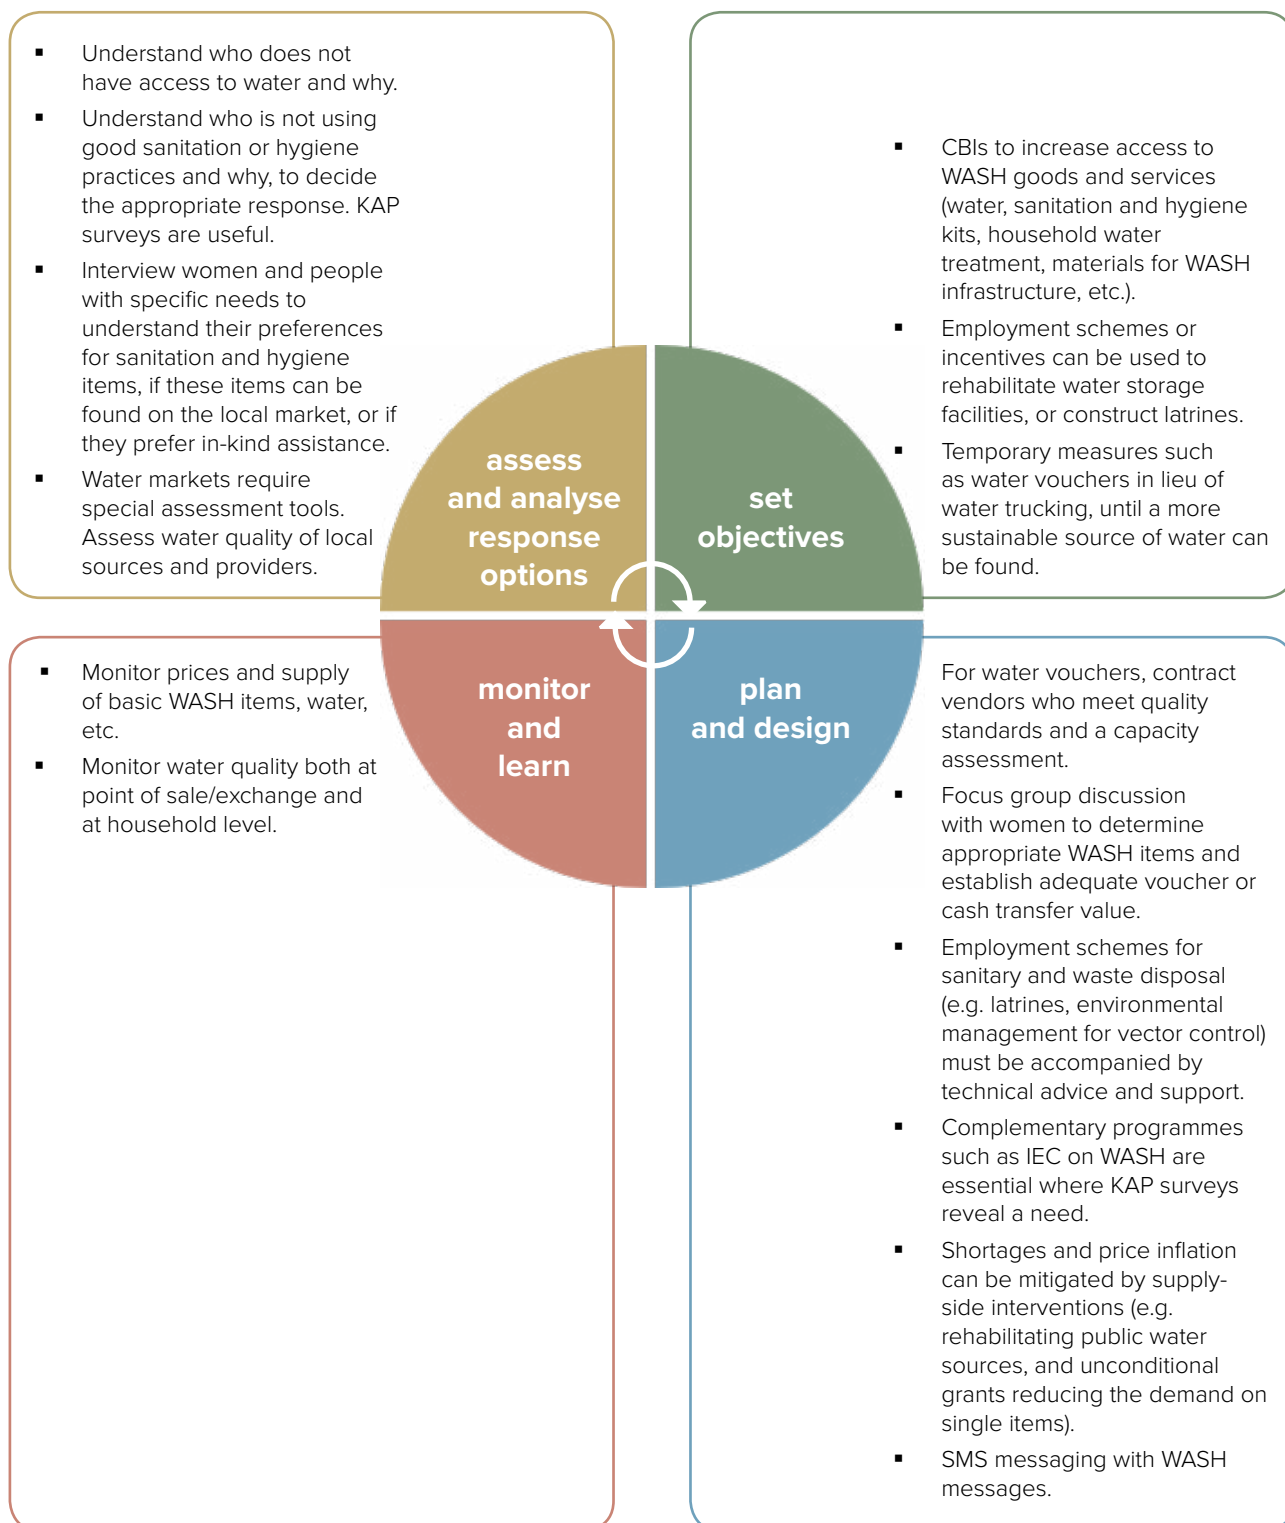 ▪ Understand who does not
have access to water and why.
▪ Understand who is not using
good sanitation or hygiene
practices and why, to decide
the appropriate response. KAP
surveys are useful.
▪ Interview women and people
with specific needs to
understand their preferences
for sanitation and hygiene
items, if these items can be
found on the local market, or if
they prefer in-kind assistance.
▪ Water markets require
special assessment tools.
Assess water quality of local
sources and providers.
▪ CBIs to increase access to
WASH goods and services
(water, sanitation and hygiene
kits, household water
treatment, materials for WASH
infrastructure, etc.).
▪ Employment schemes or
incentives can be used to
rehabilitate water storage
facilities, or construct latrines.
▪ Temporary measures such
as water vouchers in lieu of
water trucking, until a more
sustainable source of water can
be found.
assess
and analyse
response
options
set
objectives
monitor
and
learn
plan
and design
▪ Monitor prices and supply
of basic WASH items, water,
etc.
▪ Monitor water quality both at
point of sale/exchange and
at household level.
For water vouchers, contract
vendors who meet quality
standards and a capacity
assessment.
▪ Focus group discussion
with women to determine
appropriate WASH items and
establish adequate voucher or
cash transfer value.
▪ Employment schemes for
sanitary and waste disposal
(e.g. latrines, environmental
management for vector control)
must be accompanied by
technical advice and support.
▪ Complementary programmes
such as IEC on WASH are
essential where KAP surveys
reveal a need.
▪ Shortages and price inflation
can be mitigated by supply-
side interventions (e.g.
rehabilitating public water
sources, and unconditional
grants reducing the demand on
single items).
▪ SMS messaging with WASH
messages.